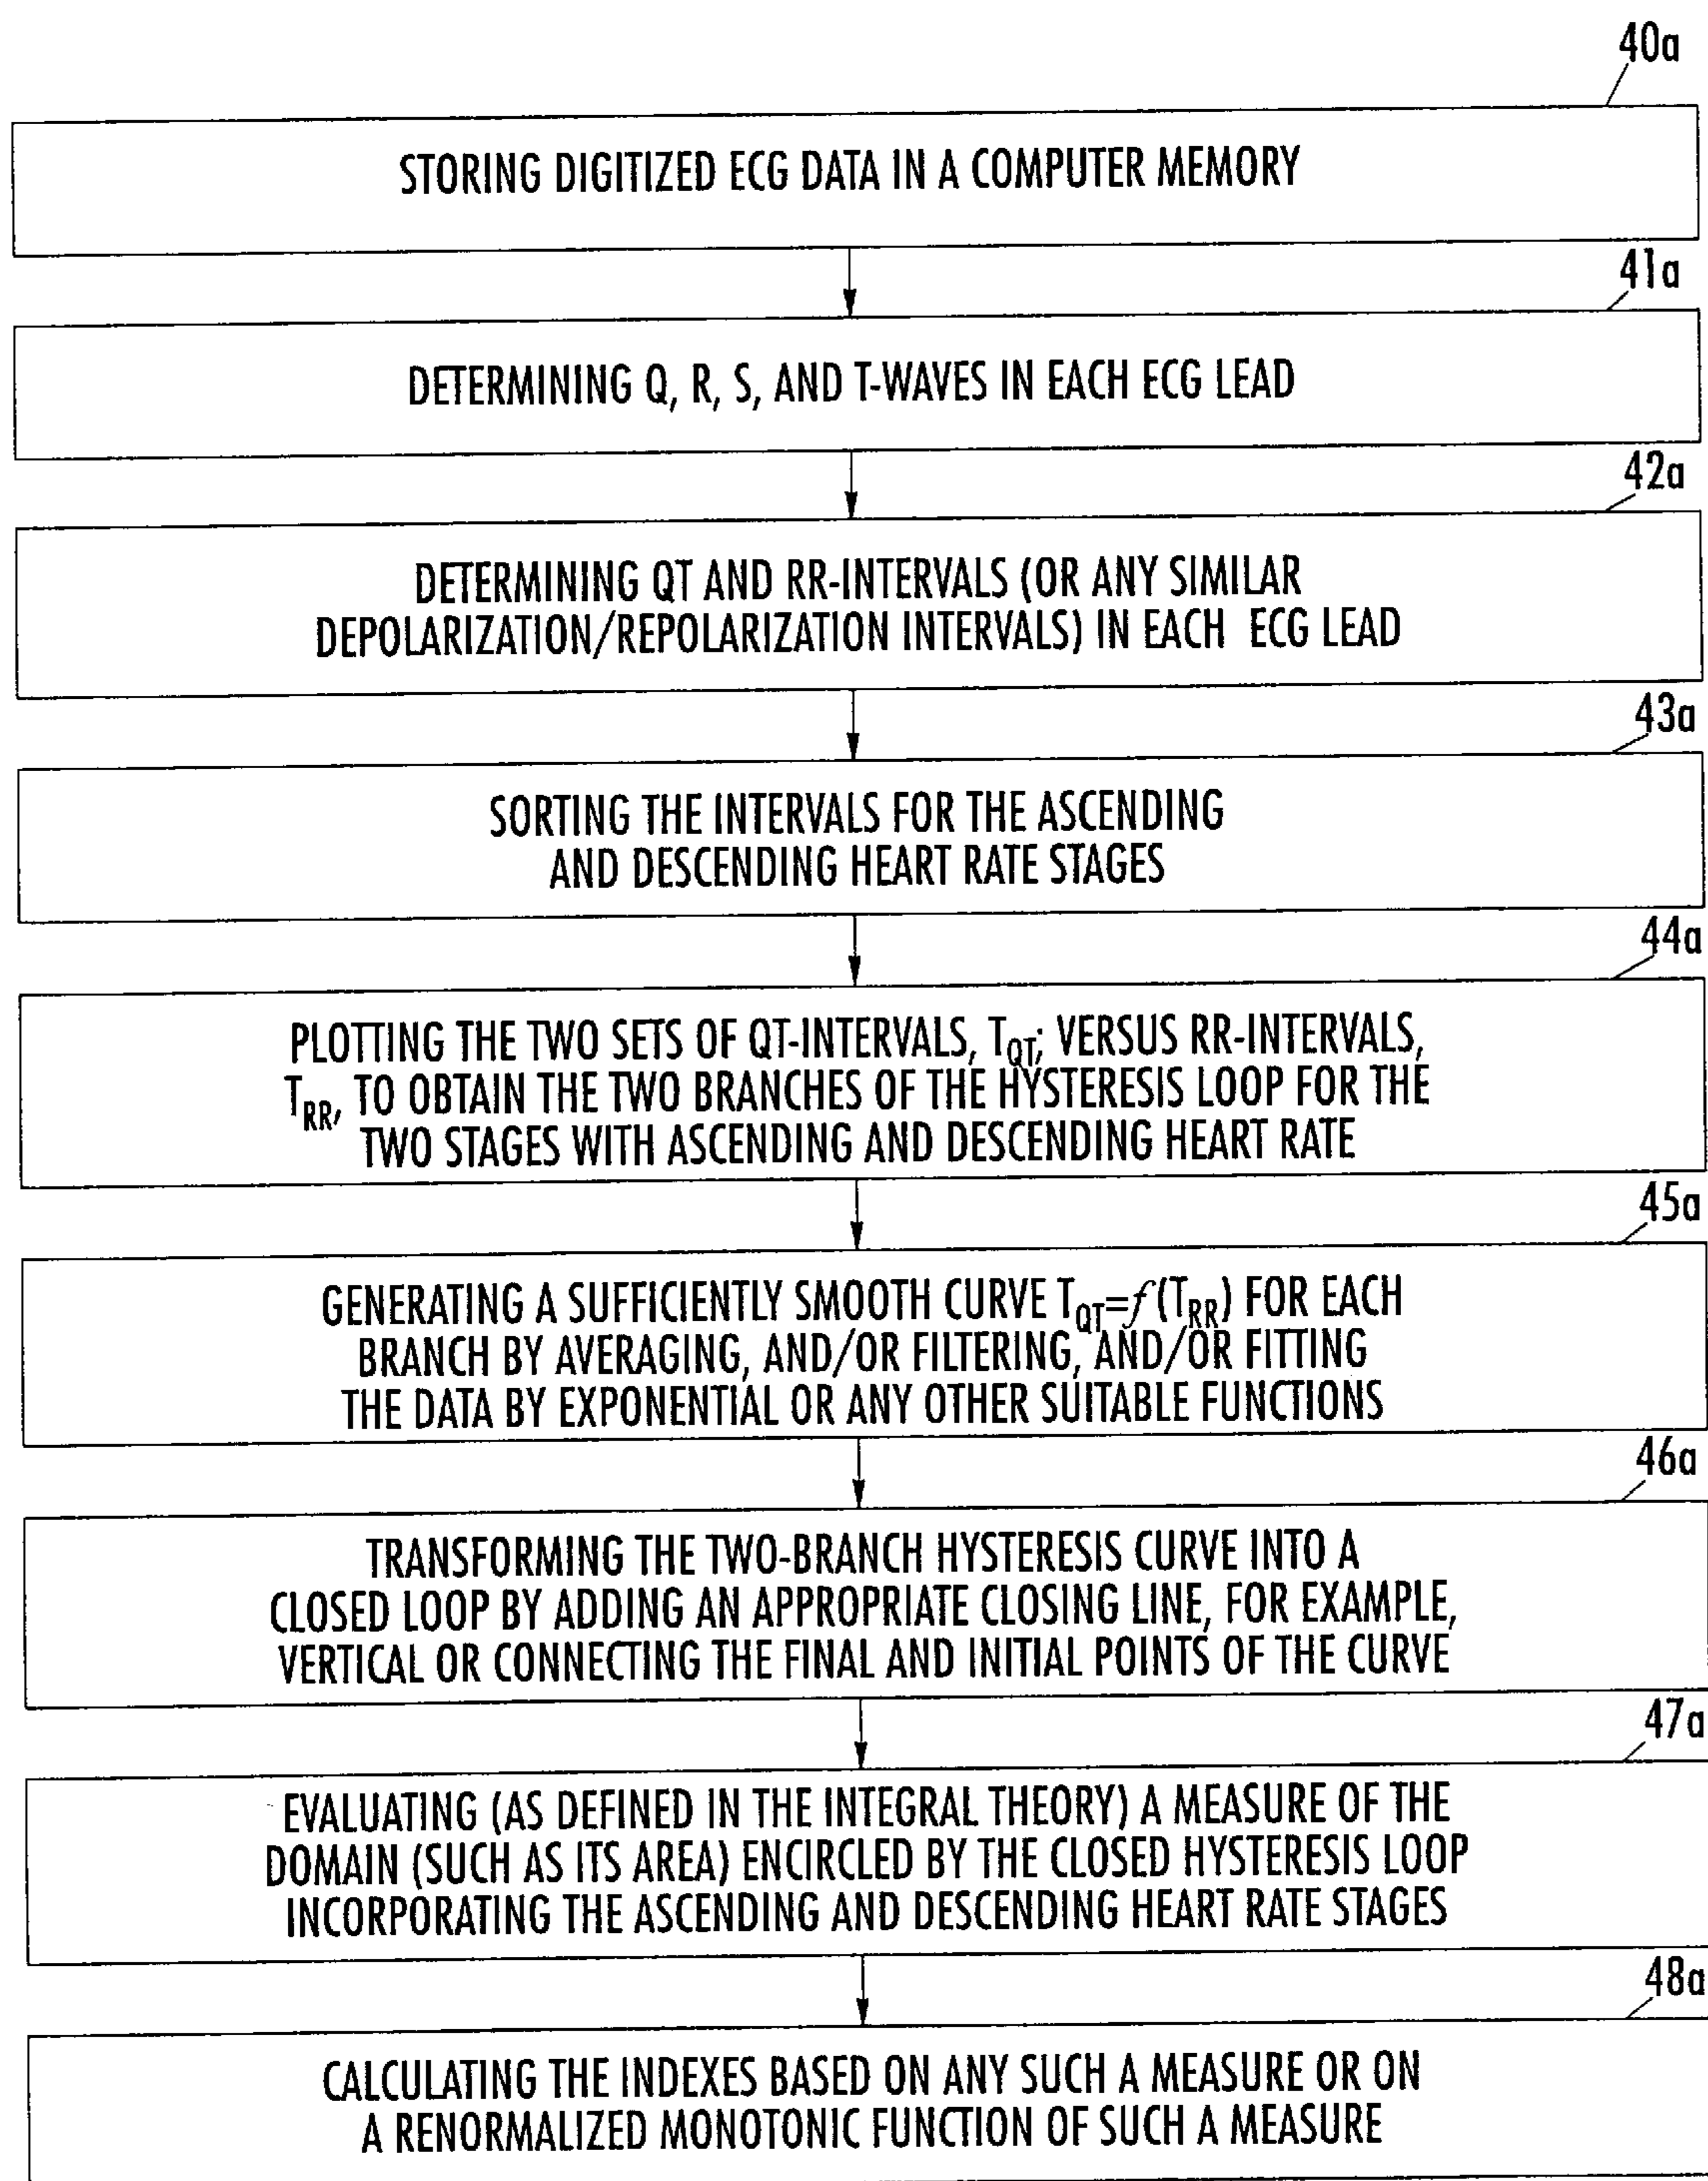 40a
STORING DIGITIZED ECG DATA IN A COMPUTER MEMORY
41a
DETERMINING Q, R, S, AND T-WAVES IN EACH ECG LEAD
42a
DETERMINING QT AND RR-INTERVALS (OR ANY SIMILAR
DEPOLARIZATION/REPOLARIZATION INTERVALS) IN EACH ECG LEAD
43a
SORTING THE INTERVALS FOR THE ASCENDING
AND DESCENDING HEART RATE STAGES
44a
PLOTTING THE TWO SETS OF QT-INTERVALS, T_QT; VERSUS RR-INTERVALS,
T_RR, TO OBTAIN THE TWO BRANCHES OF THE HYSTERESIS LOOP FOR THE
TWO STAGES WITH ASCENDING AND DESCENDING HEART RATE
45a
GENERATING A SUFFICIENTLY SMOOTH CURVE T_QT=f(T_RR) FOR EACH
BRANCH BY AVERAGING, AND/OR FILTERING, AND/OR FITTING
THE DATA BY EXPONENTIAL OR ANY OTHER SUITABLE FUNCTIONS
46a
TRANSFORMING THE TWO-BRANCH HYSTERESIS CURVE INTO A
CLOSED LOOP BY ADDING AN APPROPRIATE CLOSING LINE, FOR EXAMPLE,
VERTICAL OR CONNECTING THE FINAL AND INITIAL POINTS OF THE CURVE
47a
EVALUATING (AS DEFINED IN THE INTEGRAL THEORY) A MEASURE OF THE
DOMAIN (SUCH AS ITS AREA) ENCIRCLED BY THE CLOSED HYSTERESIS LOOP
INCORPORATING THE ASCENDING AND DESCENDING HEART RATE STAGES
48a
CALCULATING THE INDEXES BASED ON ANY SUCH A MEASURE OR ON
A RENORMALIZED MONOTONIC FUNCTION OF SUCH A MEASURE